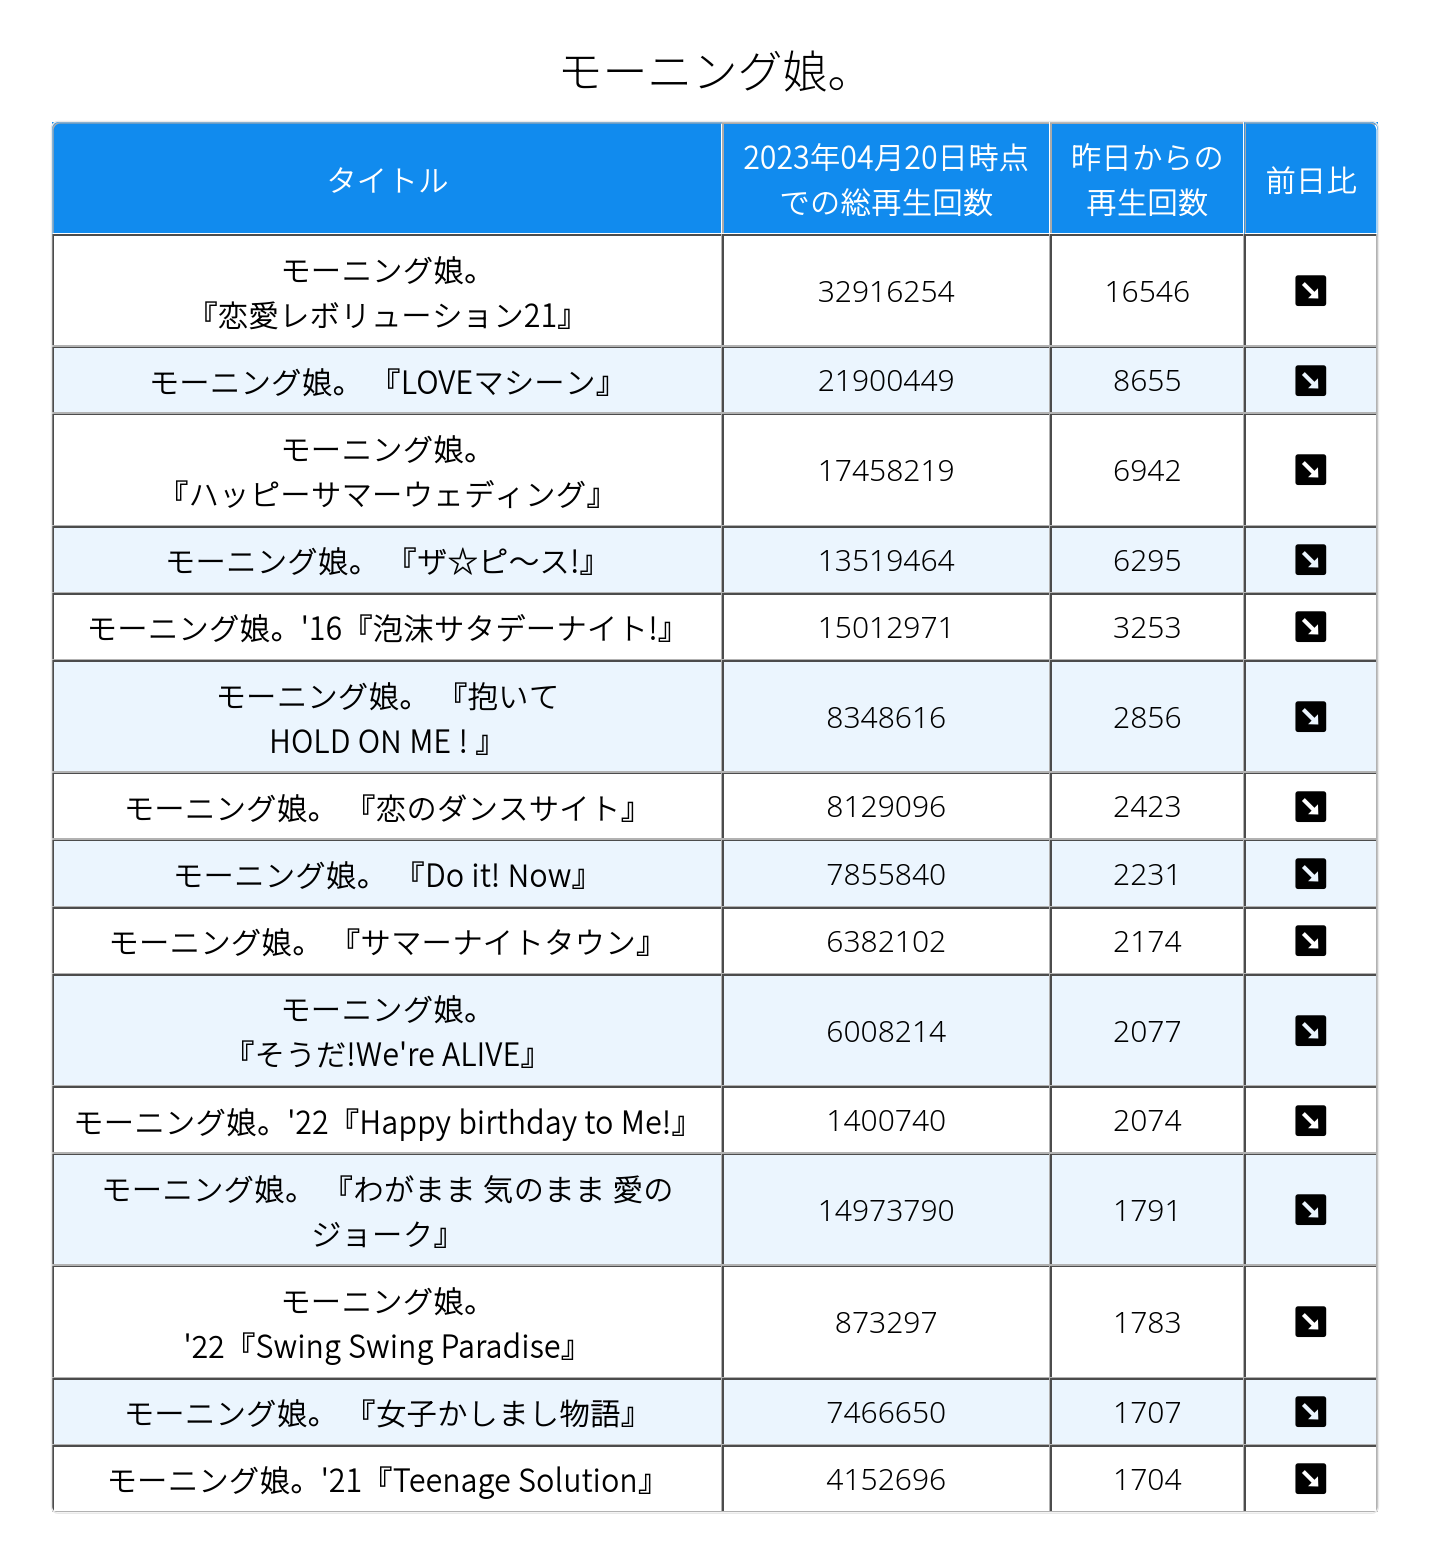 モーニング娘。
タイトル
2023年04月20日時点
での総再生回数
昨日からの
再生回数
前日比
モーニング娘。
『恋愛レボリューション21』
32916254
16546
モーニング娘。 『LOVEマシーン』
21900449
8655
モーニング娘。
『ハッピーサマーウェディング』
17458219
6942
モーニング娘。 『ザ☆ピ〜ス!』
13519464
6295
モーニング娘。'16『泡沫サタデーナイト!』
15012971
3253
モーニング娘。 『抱いて
HOLD ON ME ! 』
8348616
2856
モーニング娘。 『恋のダンスサイト』
8129096
2423
モーニング娘。 『Do it! Now』
7855840
2231
モーニング娘。 『サマーナイトタウン』
6382102
2174
モーニング娘。
『そうだ!We're ALIVE』
6008214
2077
モーニング娘。'22『Happy birthday to Me!』
1400740
2074
モーニング娘。 『わがまま 気のまま 愛の
ジョーク』
14973790
1791
モーニング娘。
'22『Swing Swing Paradise』
873297
1783
モーニング娘。 『女子かしまし物語』
7466650
1707
モーニング娘。'21『Teenage Solution』
4152696
1704